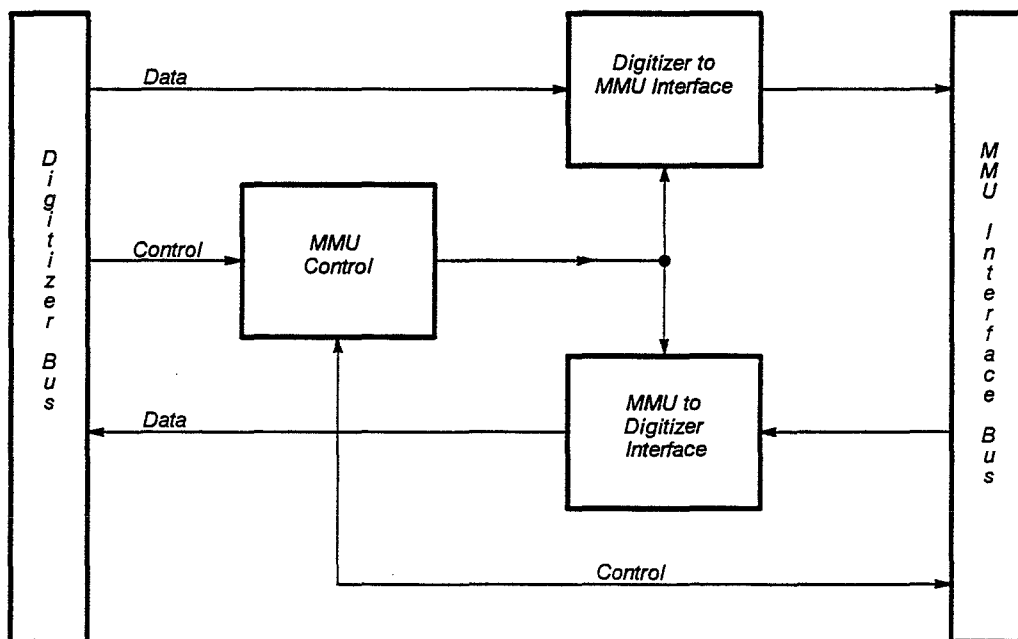 Digitizer Bus
Data
Digitizer to
MMU Interface
MMU Interface Bus
Control
MMU
Control
Data
MMU to
Digitizer
Interface
Control